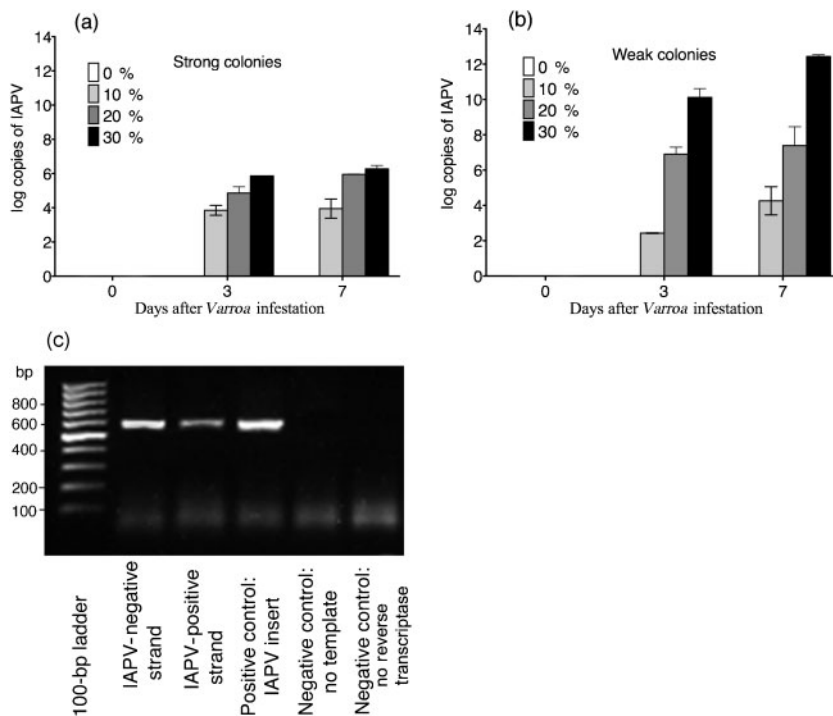 (a)
14
12
10
8
6
4
2
0
log copies of IAPV
Strong colonies
0 %
10 %
20 %
30 %
0
3
7
Days after Varroa infestation
(b)
14
12
10
8
6
4
2
0
log copies of IAPV
Weak colonies
0 %
10 %
20 %
30 %
0
3
7
Days after Varroa infestation
(c)
bp
800
600
400
200
100
100-bp ladder
IAPV-negative
strand
IAPV-positive
strand
Positive control:
IAPV insert
Negative control:
no template
Negative control:
no reverse
transcriptase